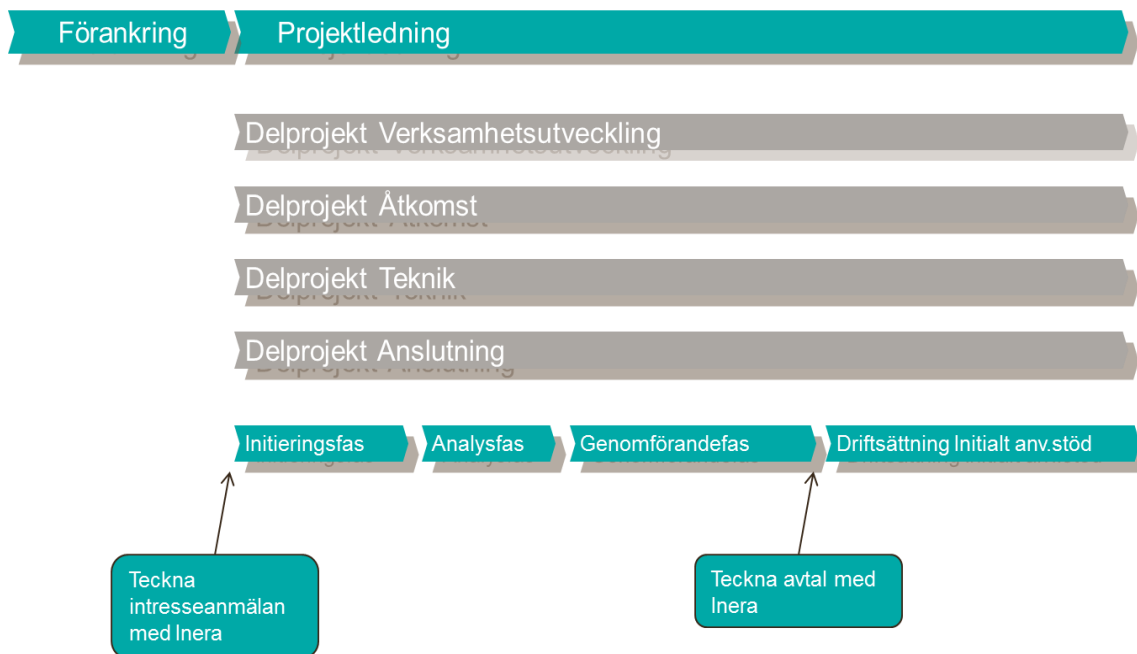 Förankring
Projektledning
Delprojekt Verksamhetsutveckling
Delprojekt Åtkomst
Delprojekt Teknik
Delprojekt Anslutning
Initieringsfas
Analysfas
Genomförandefas
Driftsättning Initialt anv.stöd
Teckna
intresseanmälan
med Inera
Teckna avtal med
Inera